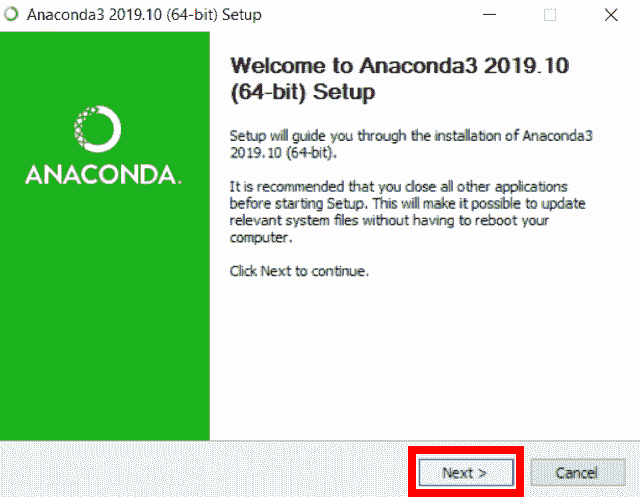 Anaconda3 2019.10 (64-bit) Setup
Welcome to Anaconda3 2019.10
(64-bit) Setup
ANACONDA.
Setup will guide you through the installation of Anaconda3
2019.10 (64-bit).
It is recommended that you close all other applications
before starting Setup. This will make it possible to update
relevant system files without having to reboot your
computer.
Click Next to continue.
Next >
Cancel